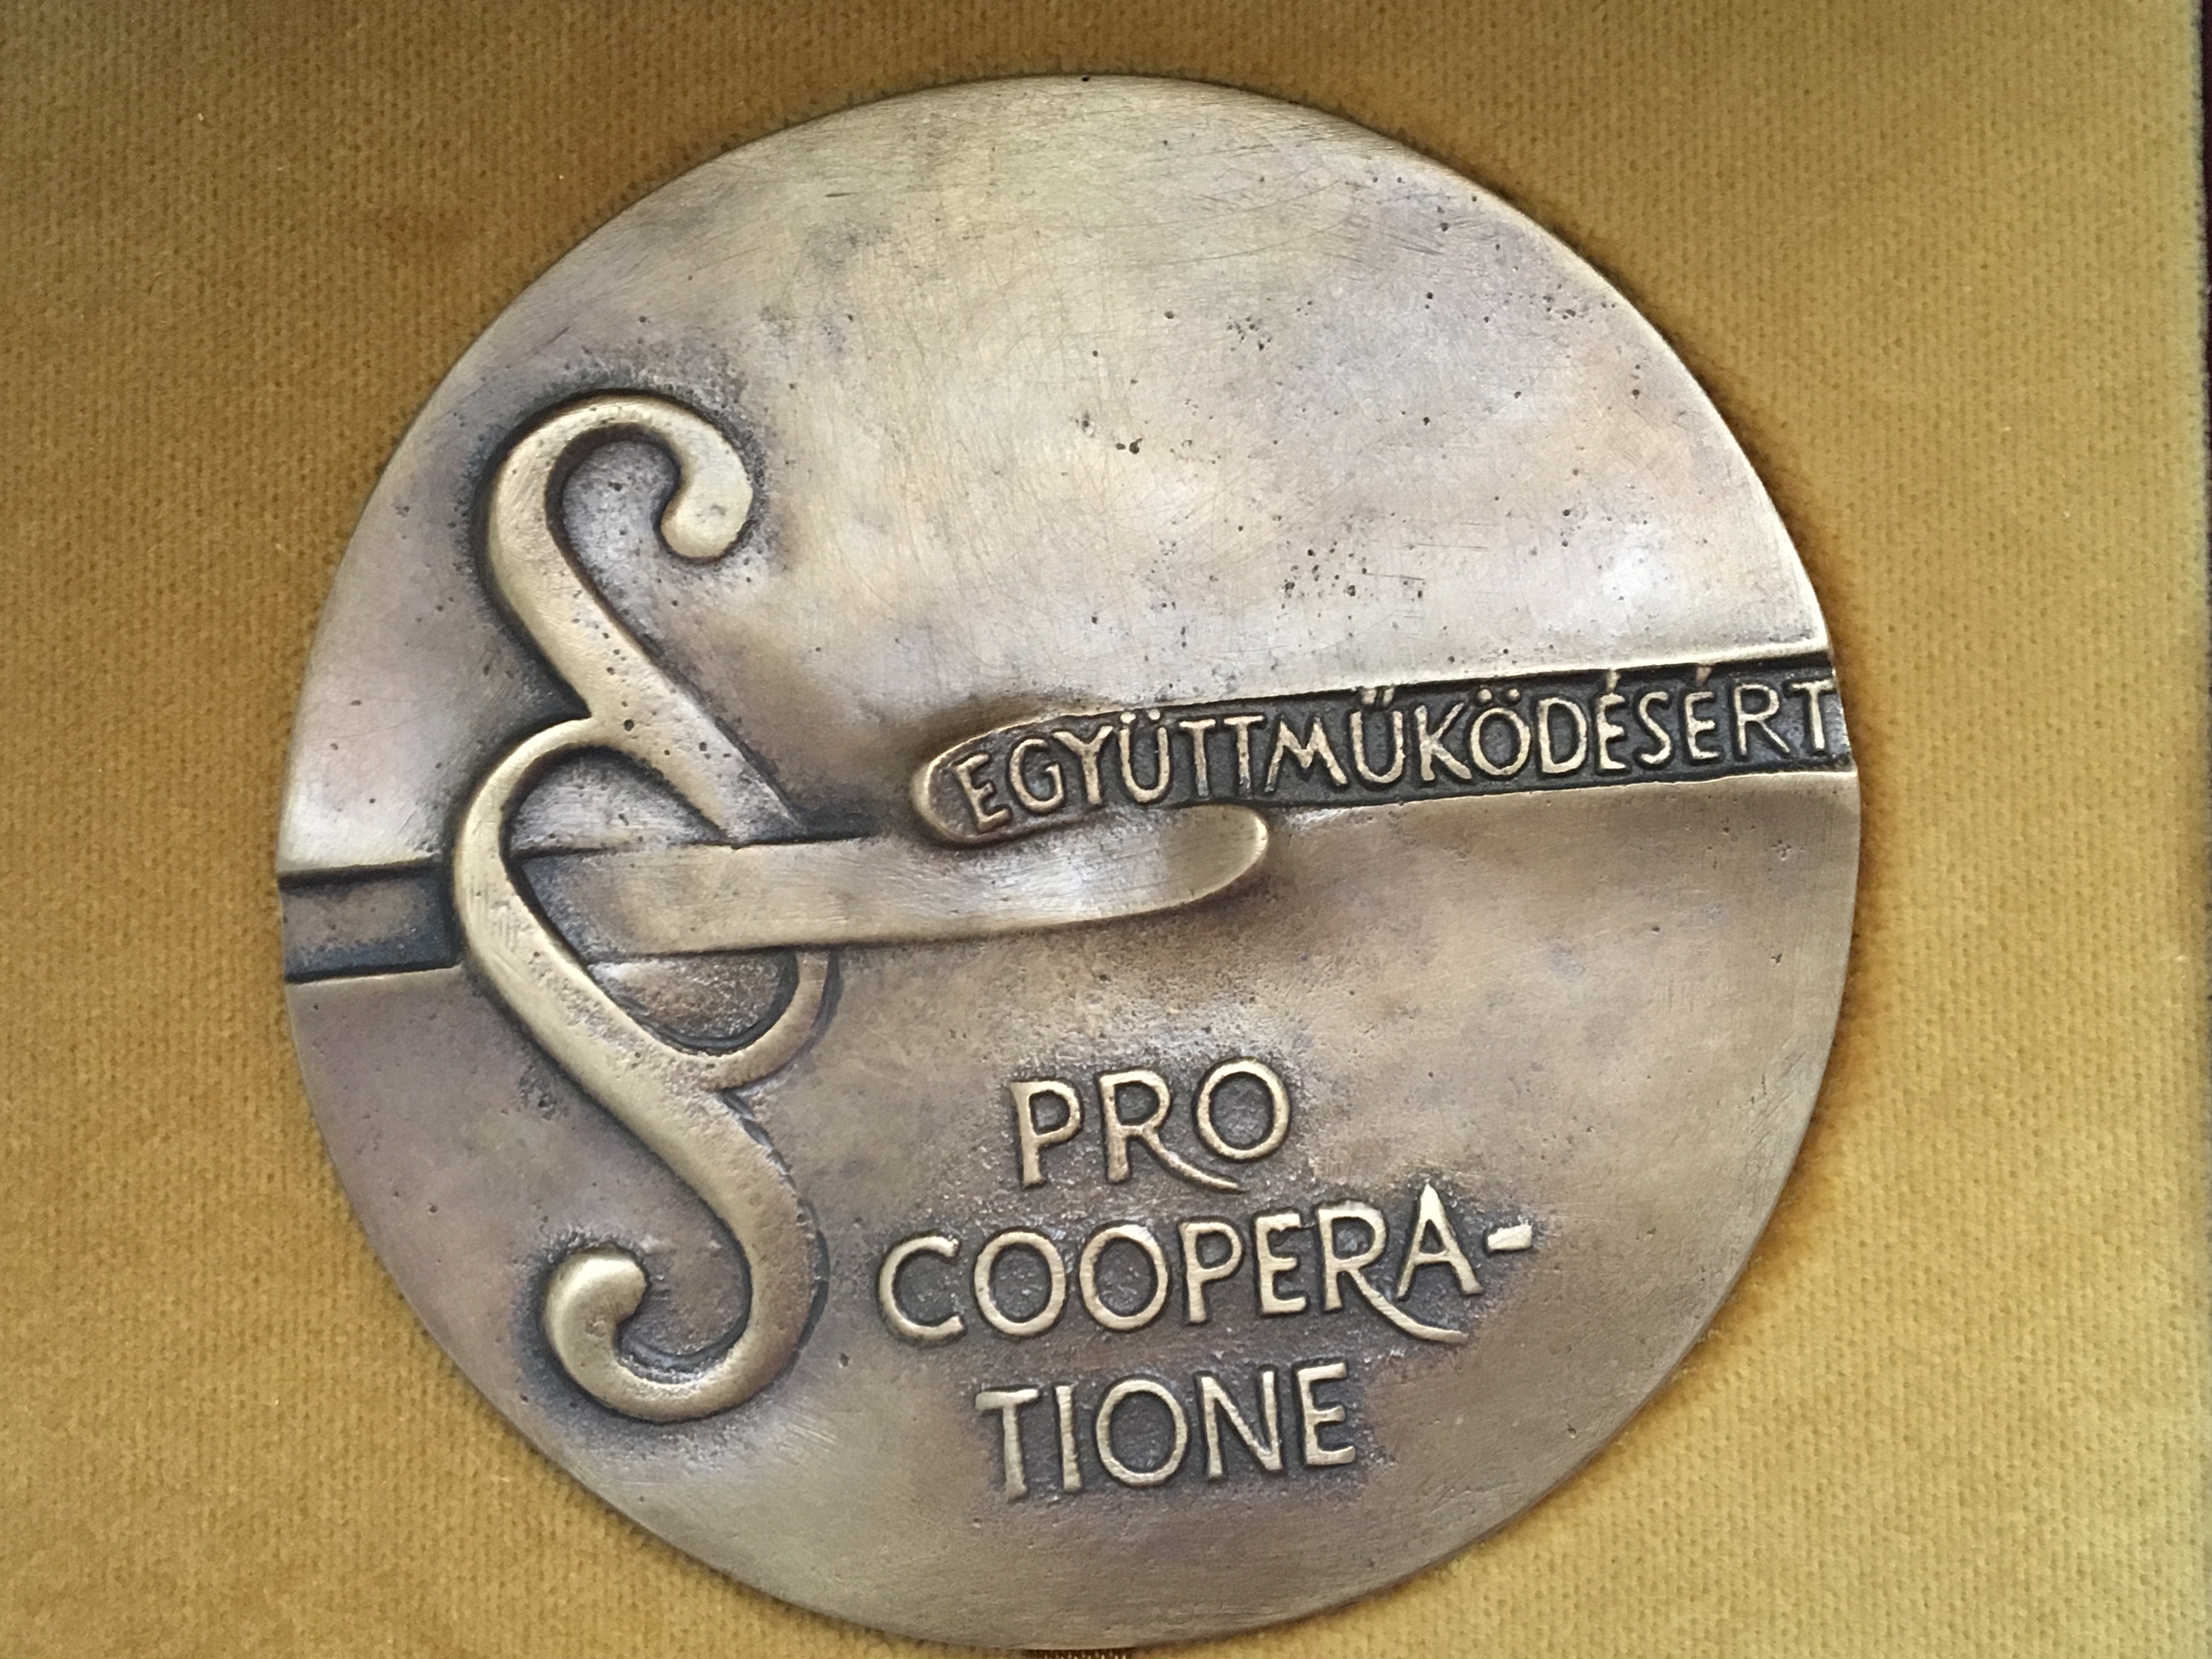 §
EGYÜTTMŰKÖDÉSÉRT
PRO
COOPERA-
TIONE